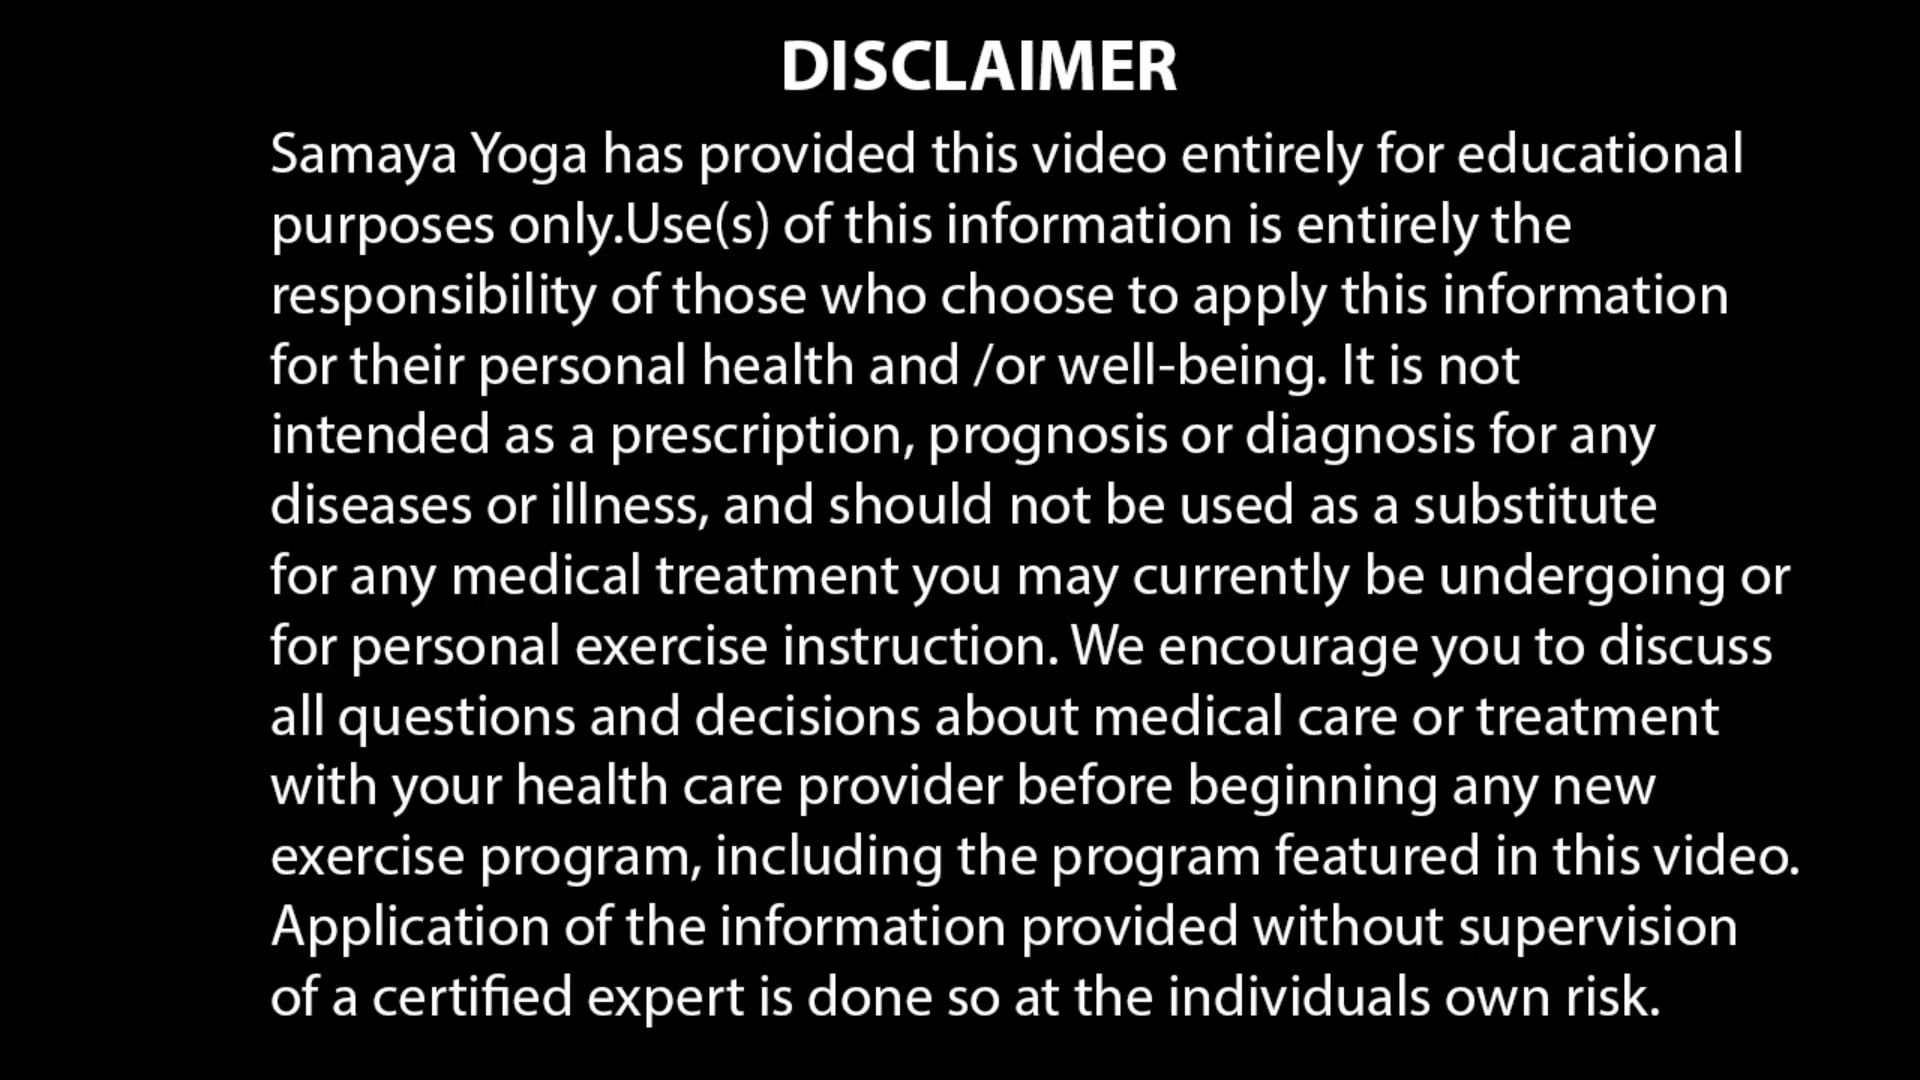 DISCLAIMER
Samaya Yoga has provided this video entirely for educational
purposes only.Use(s) of this information is entirely the
responsibility of those who choose to apply this information
for their personal health and /or well-being. It is not
intended as a prescription, prognosis or diagnosis for any
diseases or illness, and should not be used as a substitute
for any medical treatment you may currently be undergoing or
for personal exercise instruction. We encourage you to discuss
all questions and decisions about medical care or treatment
with your health care provider before beginning any new
exercise program, including the program featured in this video.
Application of the information provided without supervision
of a certified expert is done so at the individuals own risk.